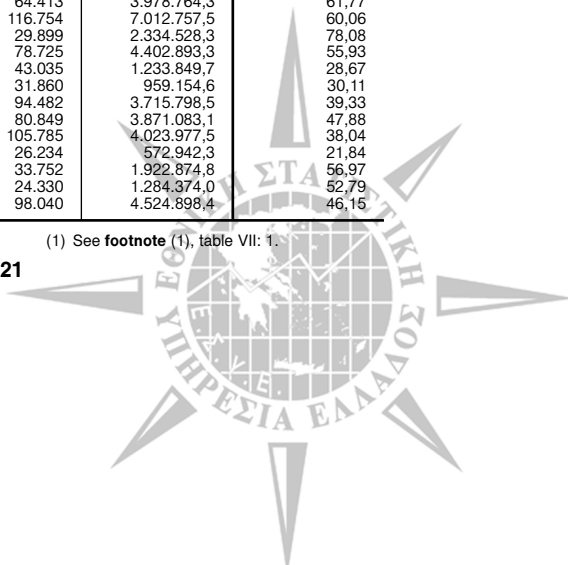 64.413 3.978.764,3 61,77
116.754 7.012.757,5 60,06
29.899 2.334.528,3 78,08
78.725 4.402.893,3 55,93
43.035 1.233.849,7 28,67
31.860 959.154,6 30,11
94.482 3.715.798,5 39,33
80.849 3.871.083,1 47,88
105.785 4.023.977,5 38,04
26.234 572.942,3 21,84
33.752 1.922.874,8 56,97
24.330 1.284.374,0 52,79
98.040 4.524.898,4 46,15
(1) See footnote (1), table VII: 1.
21
ΕΘΝΙΚΗ ΣΤΑΤΙΣΤΙΚΗ
ΥΠΗΡΕΣΙΑ ΕΛΛΑΔΟΣ
Ε.Σ.Υ.Ε.